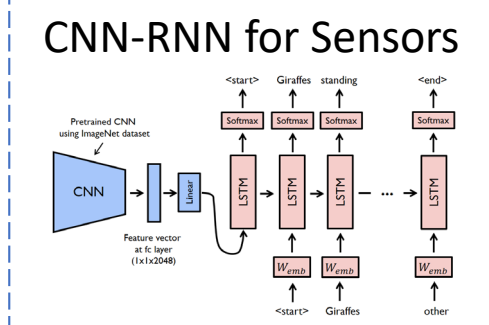 CNN-RNN for Sensors
<start> Giraffes standing <end>
Pretrained CNN
using ImageNet dataset
Softmax Softmax Softmax Softmax
CNN
Linear
LSTM LSTM LSTM ... LSTM
Feature vector
at fc layer
(1x1x2048)
W_emb W_emb W_emb
<start> Giraffes other